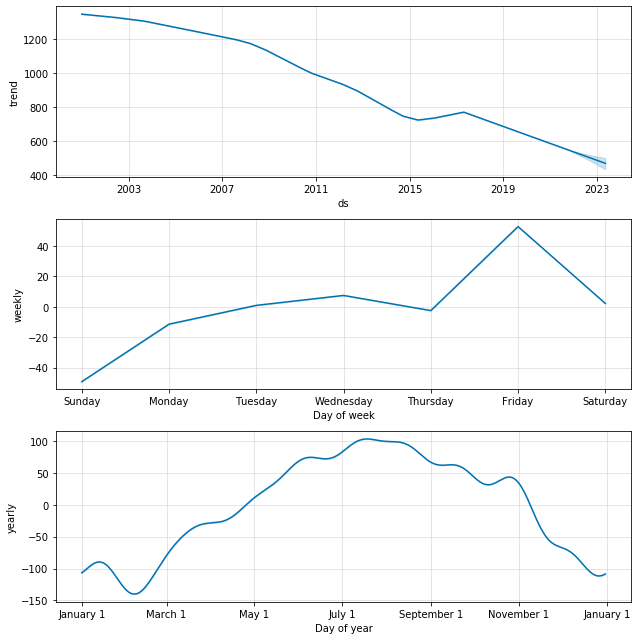 1200
1000
800
600
400
trend
2003 2007 2011 2015 2019 2023
ds
40
20
0
−20
−40
weekly
Sunday Monday Tuesday Wednesday Thursday Friday Saturday
Day of week
100
50
0
−50
−100
−150
yearly
January 1 March 1 May 1 July 1 September 1 November 1 January 1
Day of year